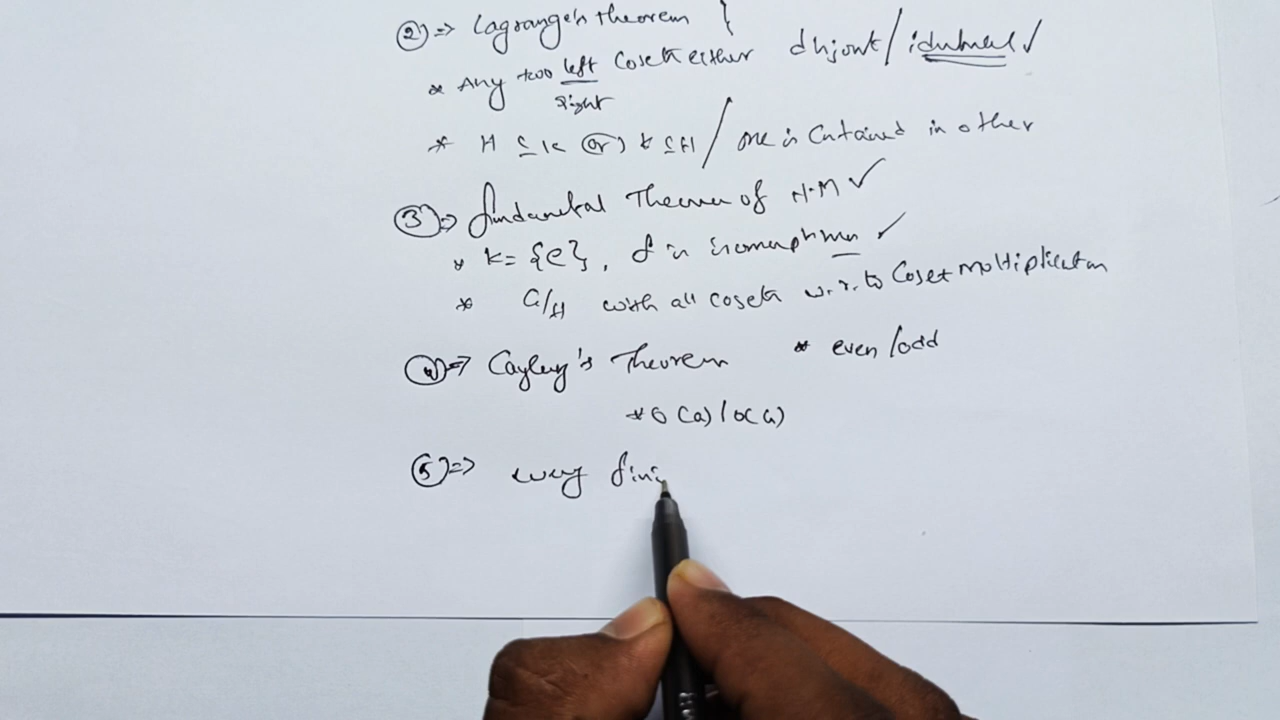 ② => Lagrange's theorem {
* Any two left Cosets either disjoint / identical ✓
right
* H ⊆ K (or) K ⊆ H / one is Contained in other
③ => fundamental Theorem of H.M ✓
* K = {e}, f is isomorphism ✓
* G/H with all cosets w.r.to Coset multiplication
④ => Cayley's Theorem * even/odd
* O(a) / O(G)
⑤ => every fini